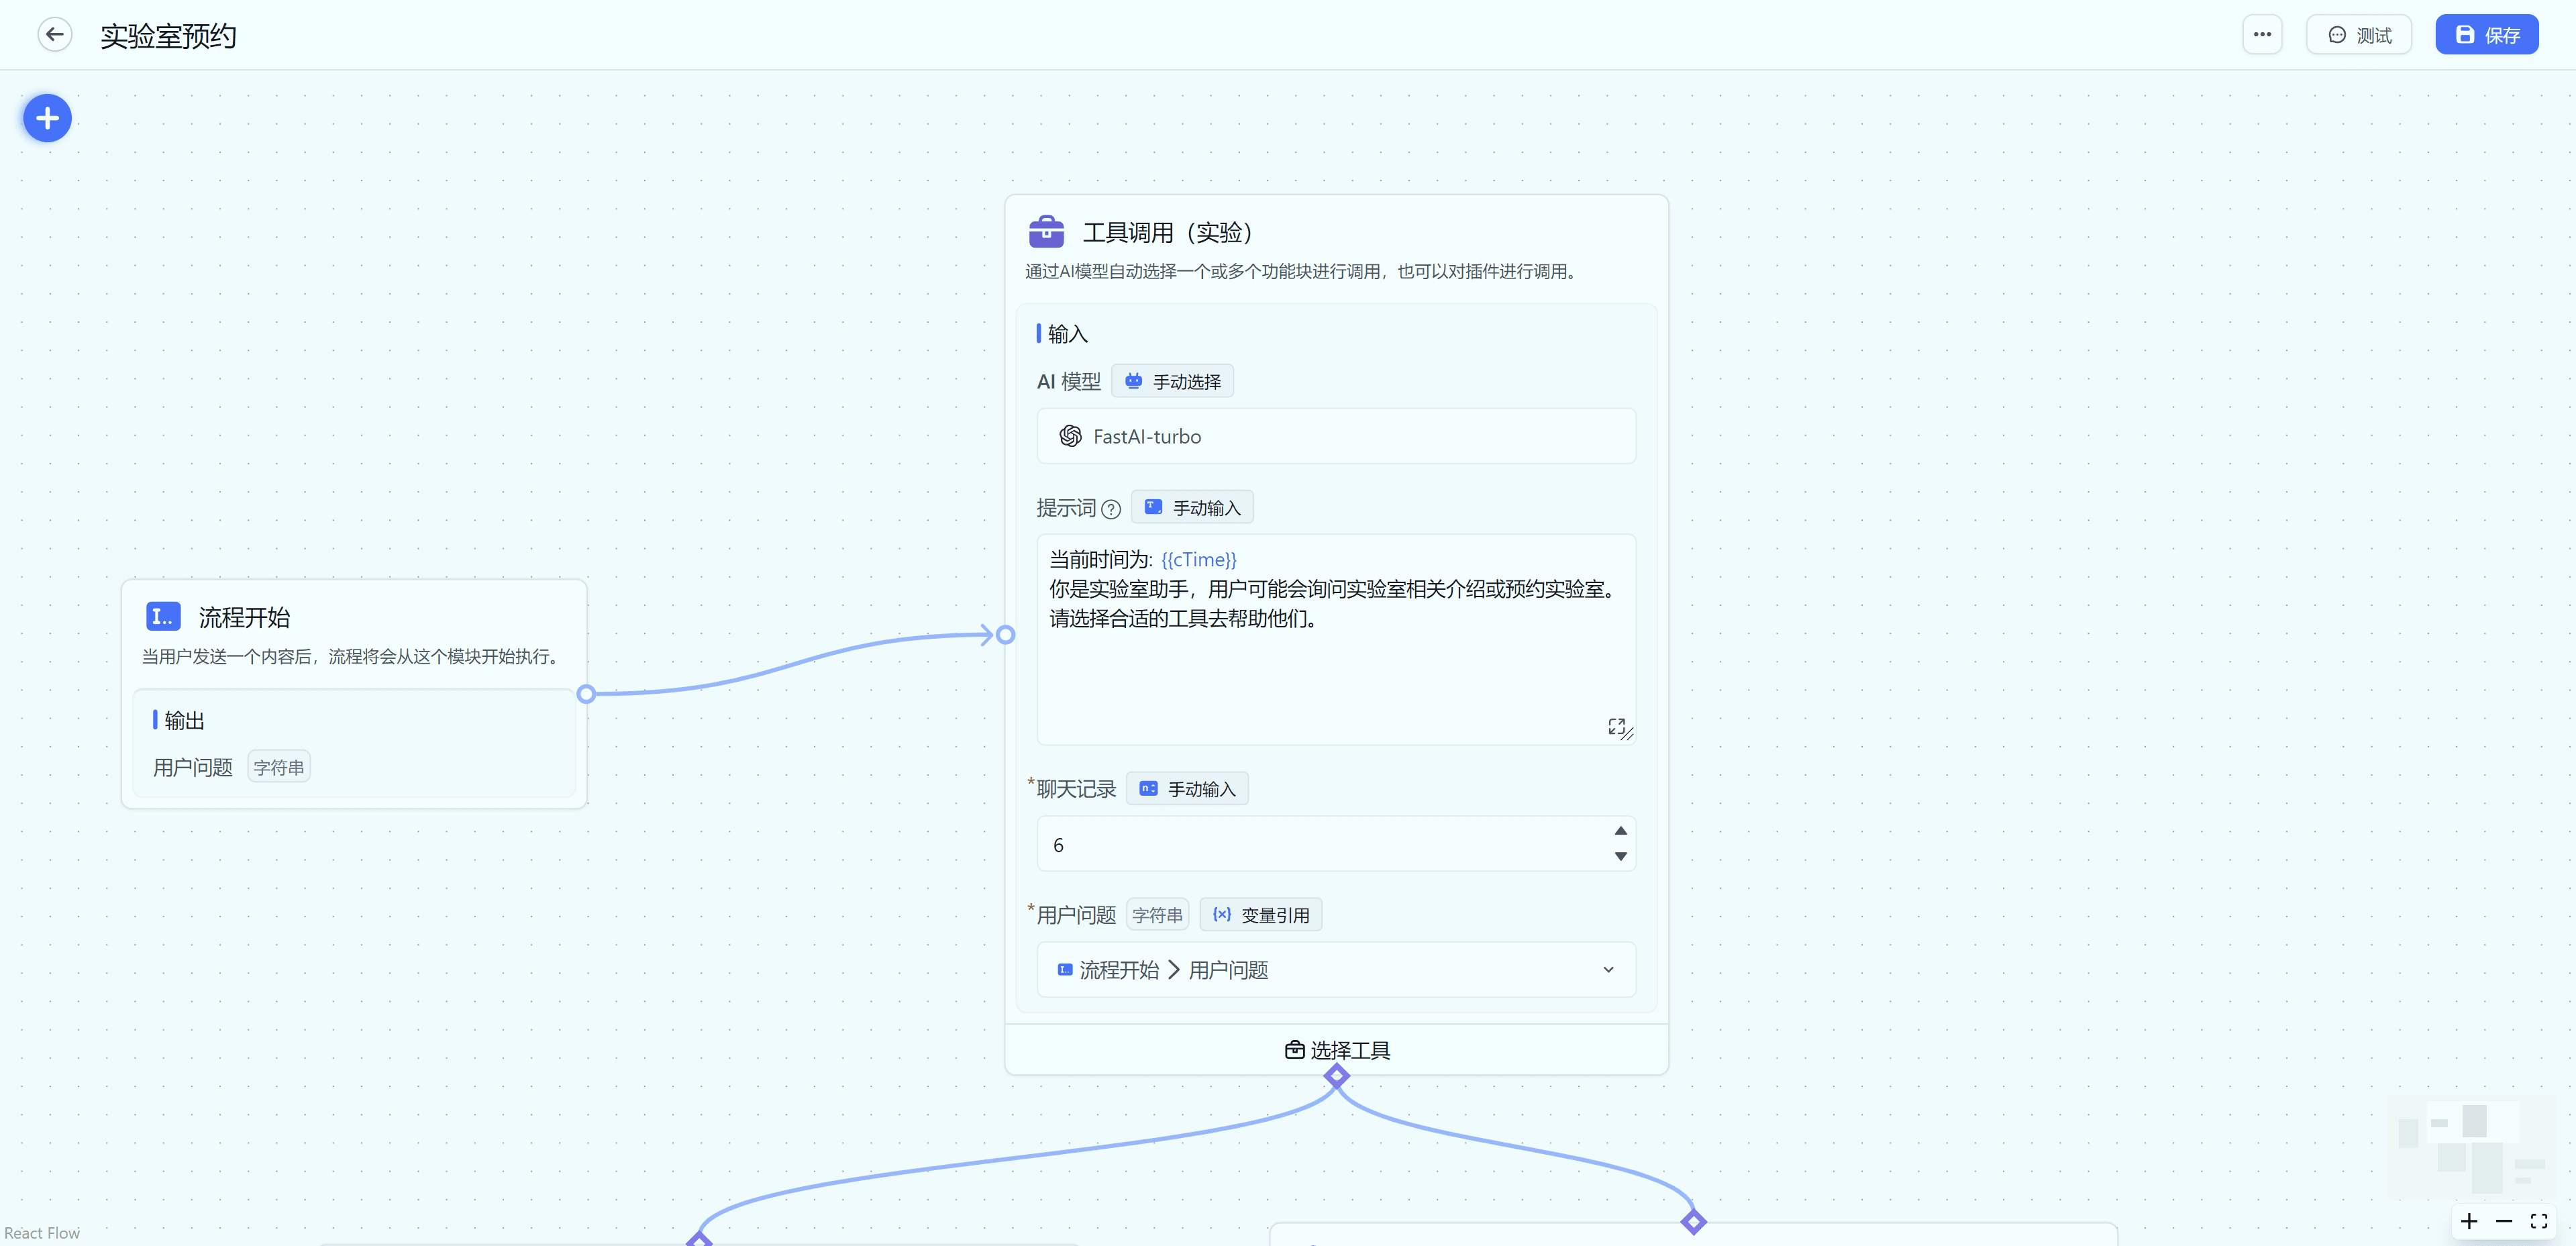 实验室预约
测试
保存
工具调用（实验）
通过AI模型自动选择一个或多个功能块进行调用，也可以对插件进行调用。
输入
AI 模型 手动选择
FastAI-turbo
提示词 ? 手动输入
当前时间为: {{cTime}}
你是实验室助手，用户可能会询问实验室相关介绍或预约实验室。
请选择合适的工具去帮助他们。
流程开始
当用户发送一个内容后，流程将会从这个模块开始执行。
输出
用户问题 字符串
*聊天记录 手动输入
6
*用户问题 字符串 {x} 变量引用
流程开始 > 用户问题
选择工具
React Flow